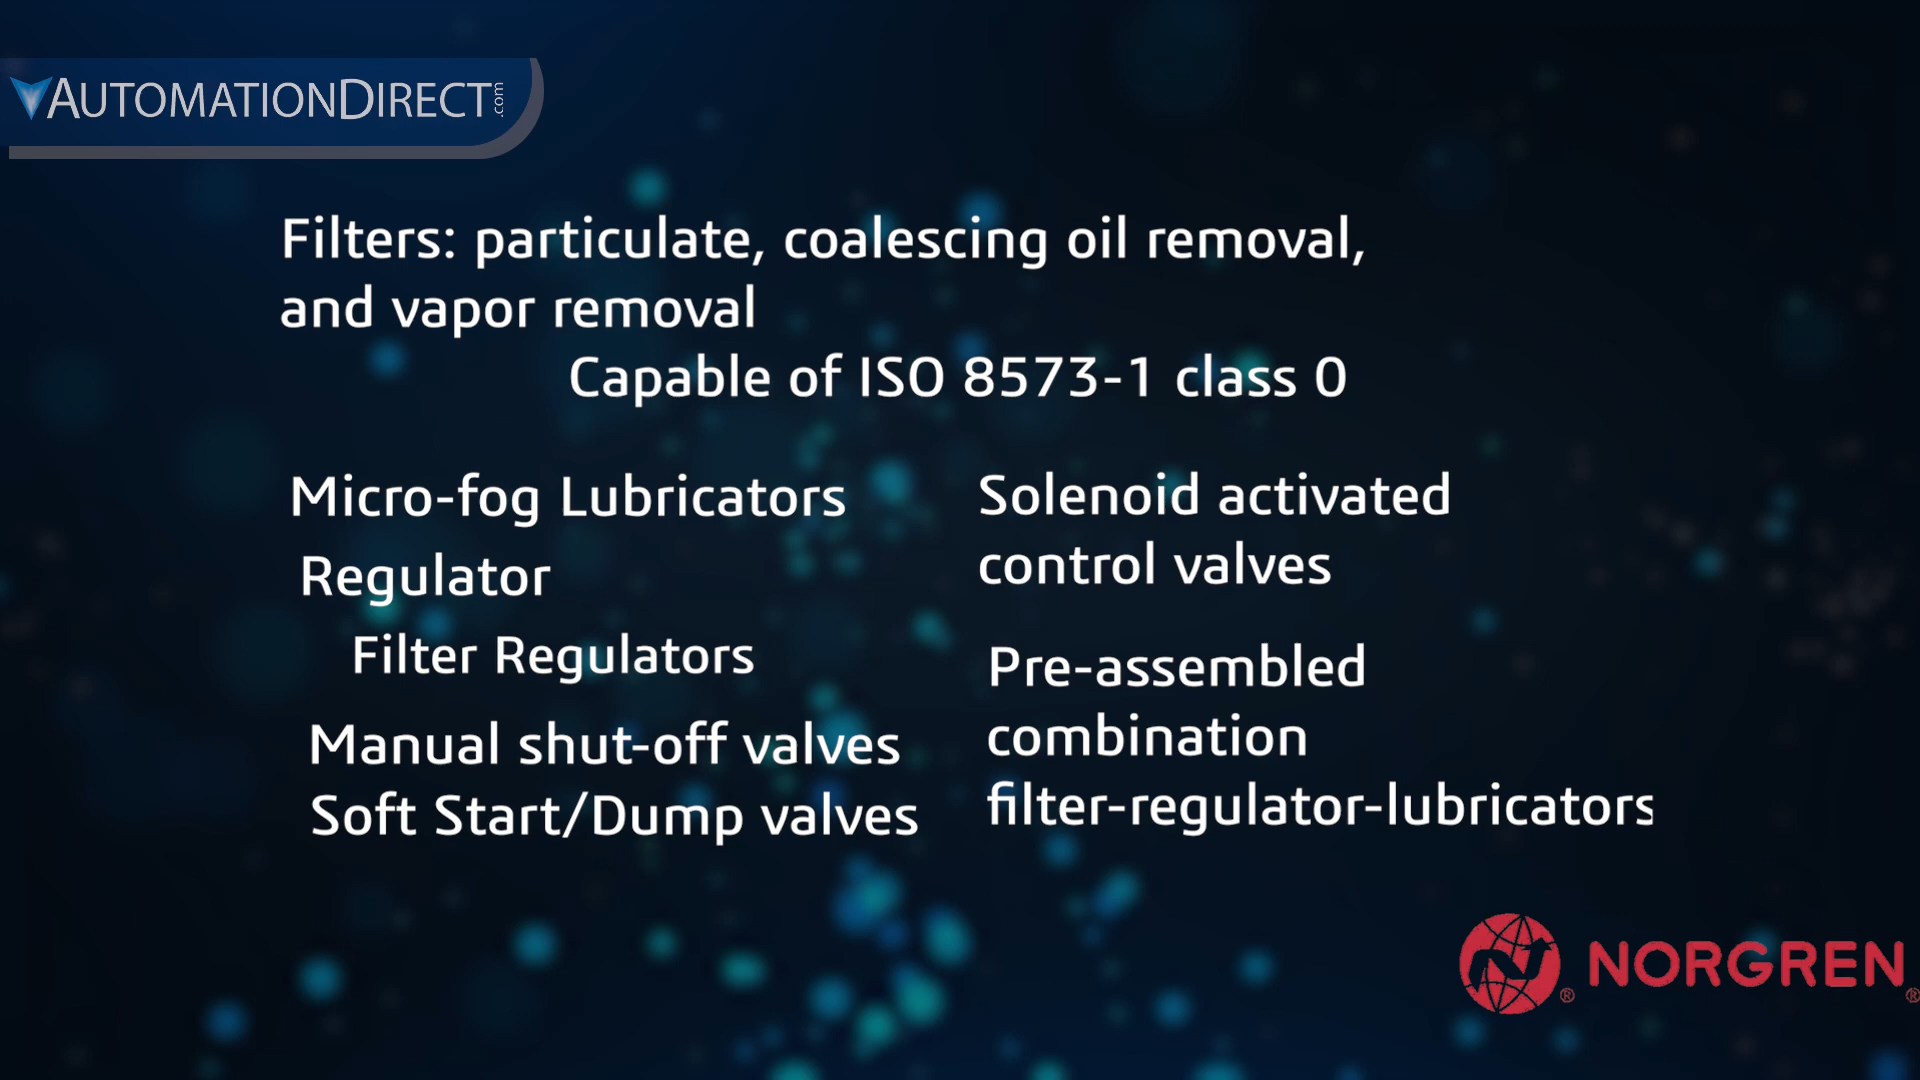 AUTOMATIONDIRECT.com
Filters: particulate, coalescing oil removal,
and vapor removal
Capable of ISO 8573-1 class 0
Micro-fog Lubricators
Regulator
Filter Regulators
Manual shut-off valves
Soft Start/Dump valves
Solenoid activated
control valves
Pre-assembled
combination
filter-regulator-lubricators
® NORGREN®